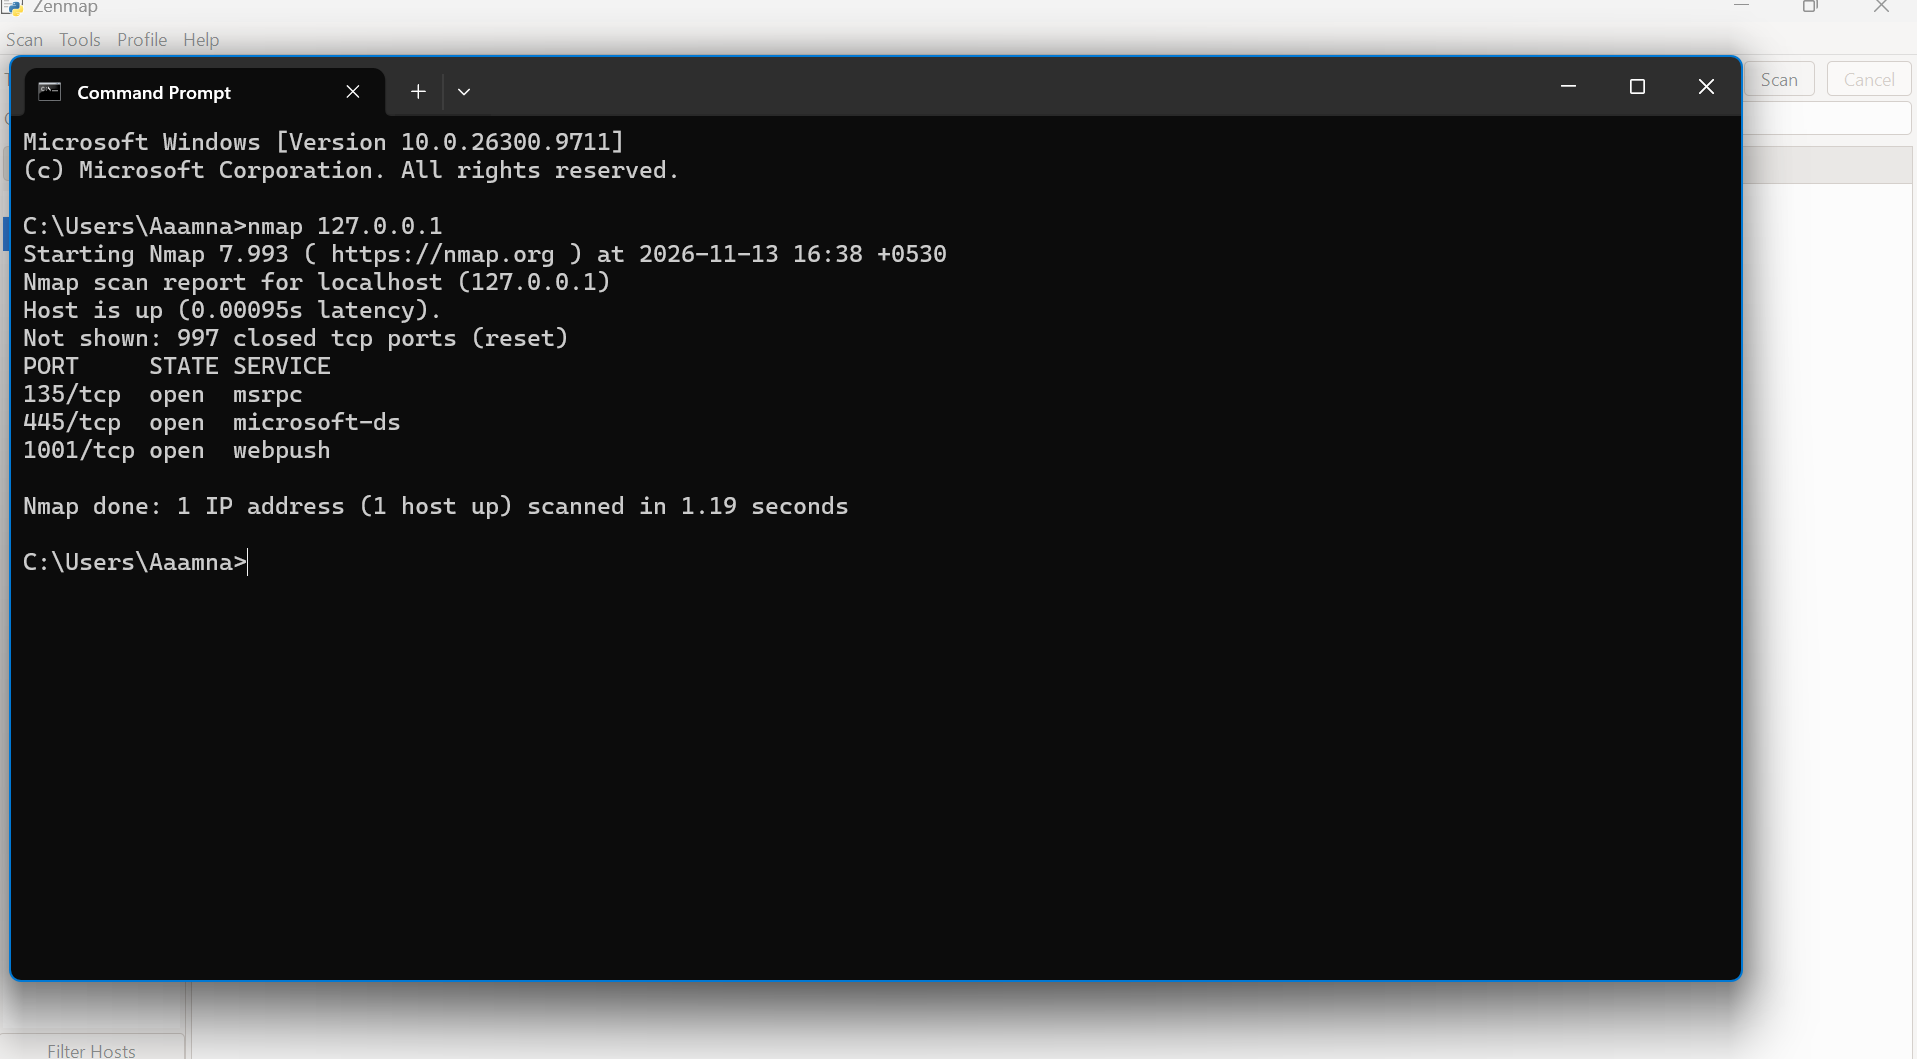 Zenmap
Scan Tools Profile Help
Scan Cancel
Command Prompt
Microsoft Windows [Version 10.0.26300.9711]
(c) Microsoft Corporation. All rights reserved.
C:\Users\Aaamna>nmap 127.0.0.1
Starting Nmap 7.993 ( https://nmap.org ) at 2026-11-13 16:38 +0530
Nmap scan report for localhost (127.0.0.1)
Host is up (0.00095s latency).
Not shown: 997 closed tcp ports (reset)
PORT     STATE SERVICE
135/tcp  open  msrpc
445/tcp  open  microsoft-ds
1001/tcp open  webpush
Nmap done: 1 IP address (1 host up) scanned in 1.19 seconds
C:\Users\Aaamna>
Filter Hosts